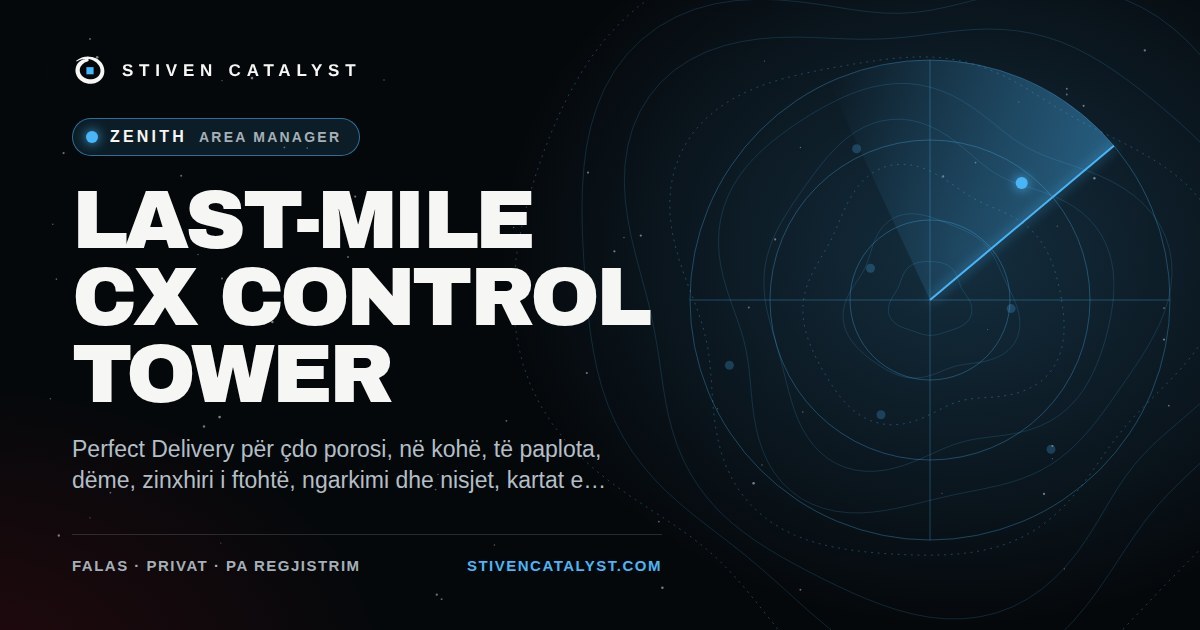 STIVEN CATALYST
ZENITH AREA MANAGER
LAST-MILE
CX CONTROL
TOWER
Perfect Delivery për çdo porosi, në kohë, të paplota,
dëme, zinxhiri i ftohtë, ngarkimi dhe nisjet, kartat e…
FALAS · PRIVAT · PA REGJISTRIM
STIVENCATALYST.COM